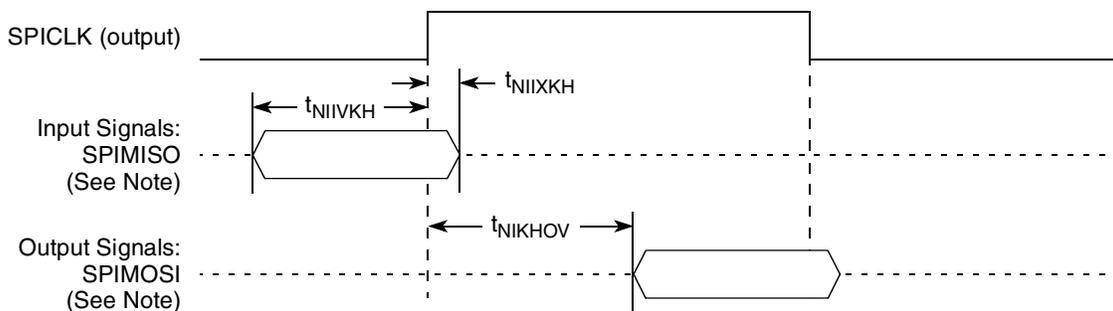 SPICLK (output)
tNIIXKH
tNIIVKH
Input Signals:
SPIMISO
(See Note)
tNIKHOV
Output Signals:
SPIMOSI
(See Note)